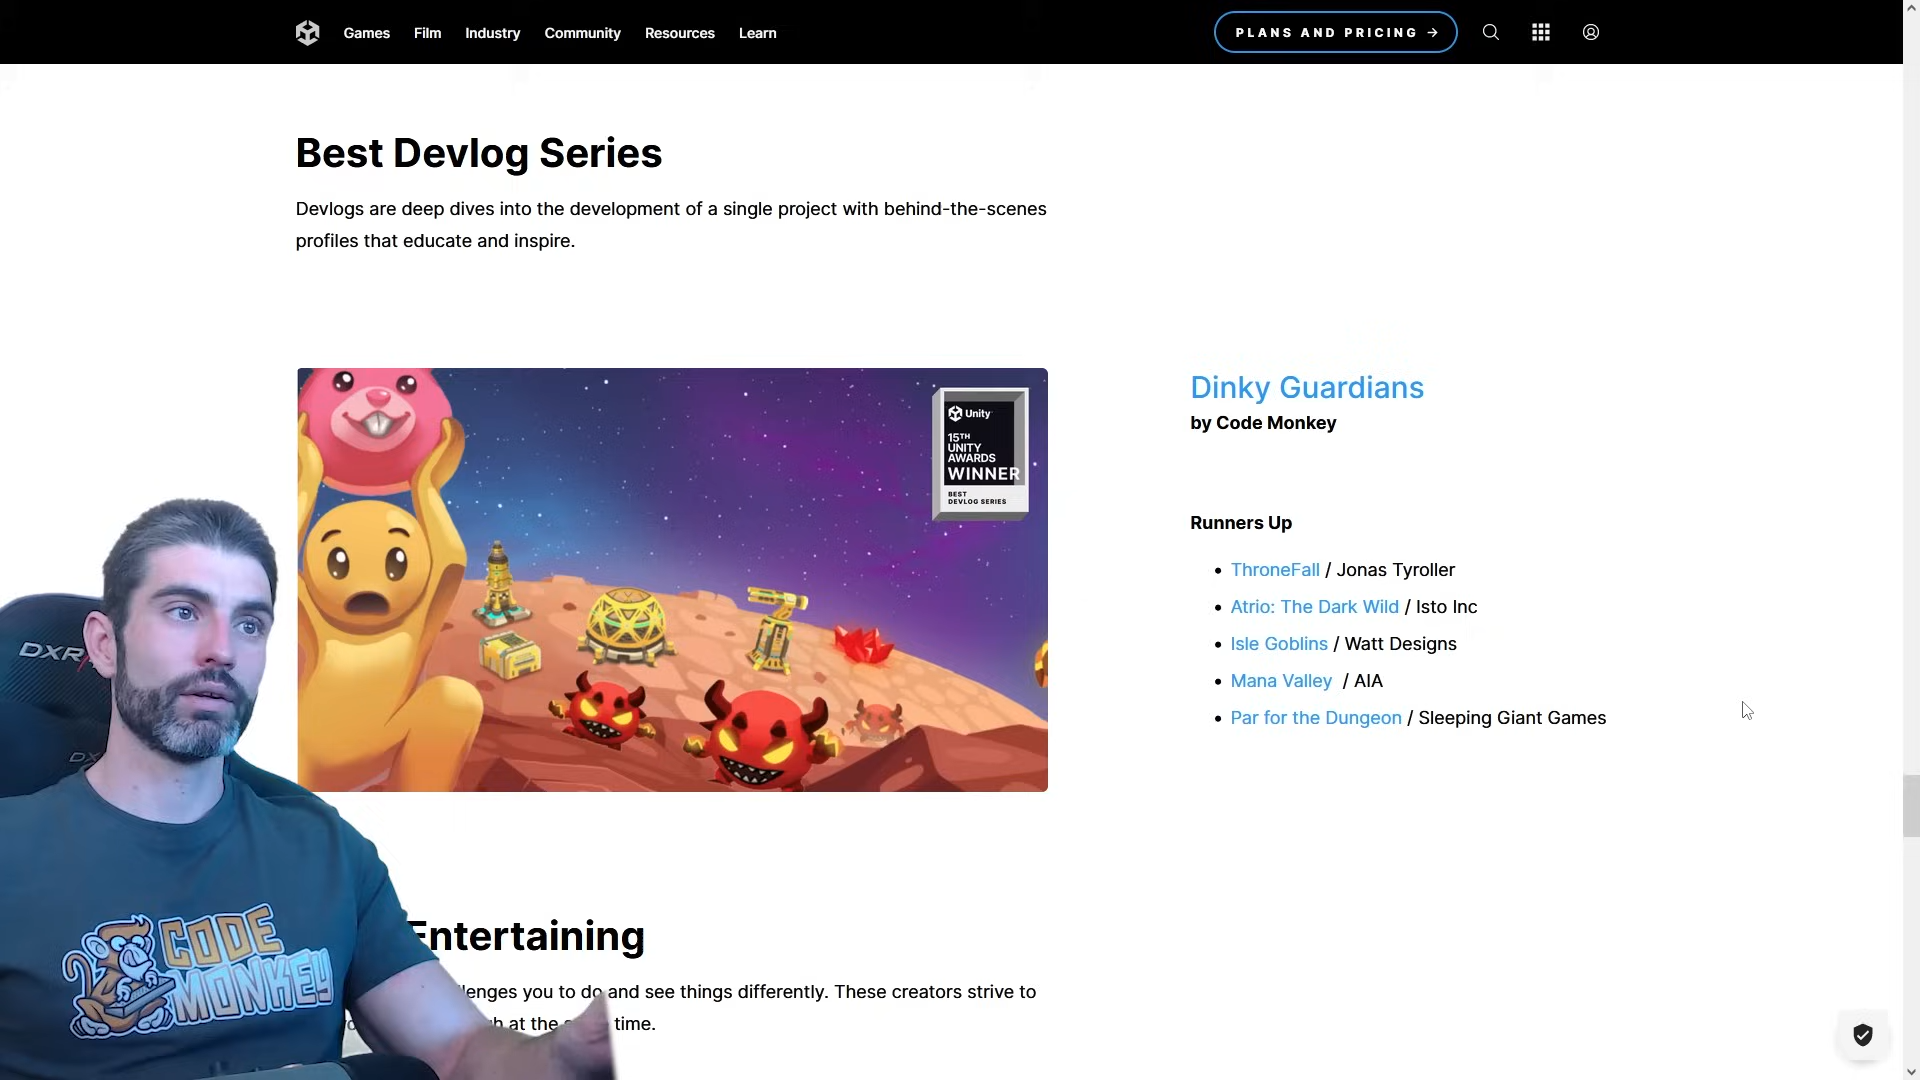 Games Film Industry Community Resources Learn
PLANS AND PRICING →
Best Devlog Series
Devlogs are deep dives into the development of a single project with behind-the-scenes
profiles that educate and inspire.
Unity
15TH
UNITY
AWARDS
WINNER
BEST
DEVLOG SERIES
Dinky Guardians
by Code Monkey
Runners Up
• ThroneFall / Jonas Tyroller
• Atrio: The Dark Wild / Isto Inc
• Isle Goblins / Watt Designs
• Mana Valley / AIA
• Par for the Dungeon / Sleeping Giant Games
DXR
DX
CODE
MONKEY
Entertaining
you to do and see things differently. These creators strive to
at the time.